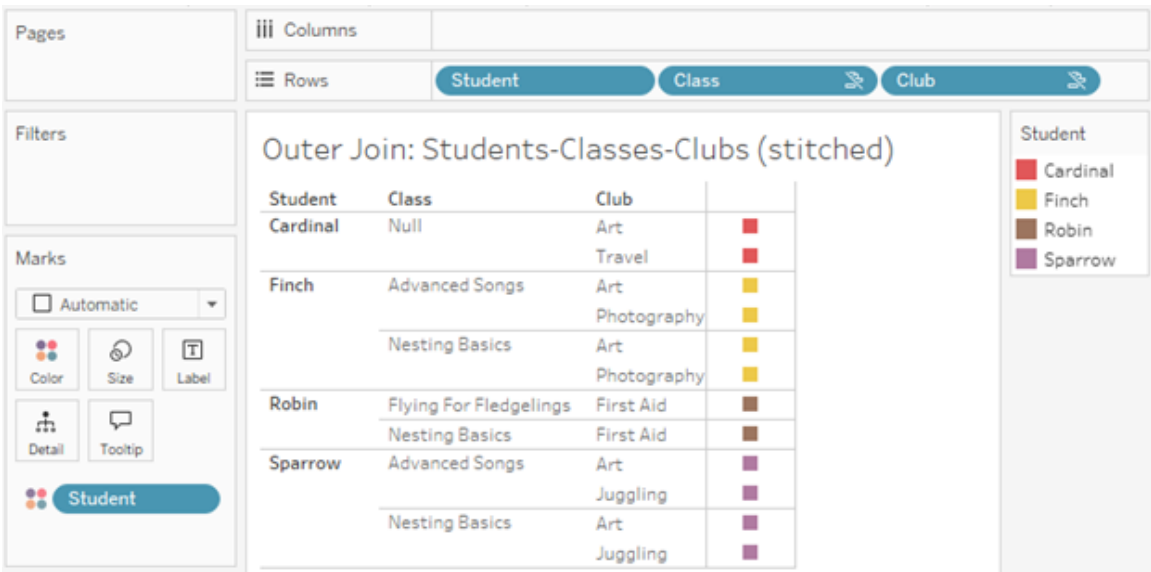 Pages
Columns
Rows
Student Class Club
Filters
Marks
Automatic
Color Size Label
Detail Tooltip
Student
Outer Join: Students-Classes-Clubs (stitched)
Student Class Club
Cardinal Null Art
Travel
Finch Advanced Songs Art
Photography
Nesting Basics Art
Photography
Robin Flying For Fledgelings First Aid
Nesting Basics First Aid
Sparrow Advanced Songs Art
Juggling
Nesting Basics Art
Juggling
Student
Cardinal
Finch
Robin
Sparrow